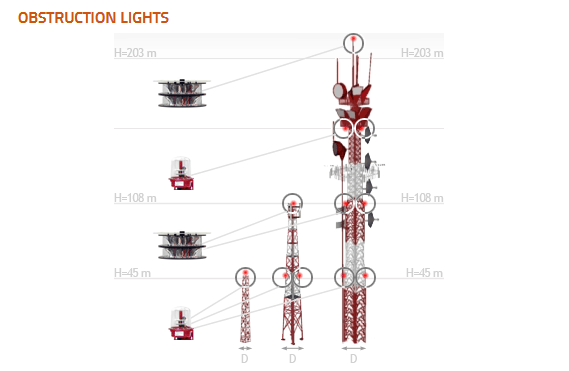 OBSTRUCTION LIGHTS
H=203 m H=203 m
H=108 m H=108 m
H=45 m H=45 m
D D D